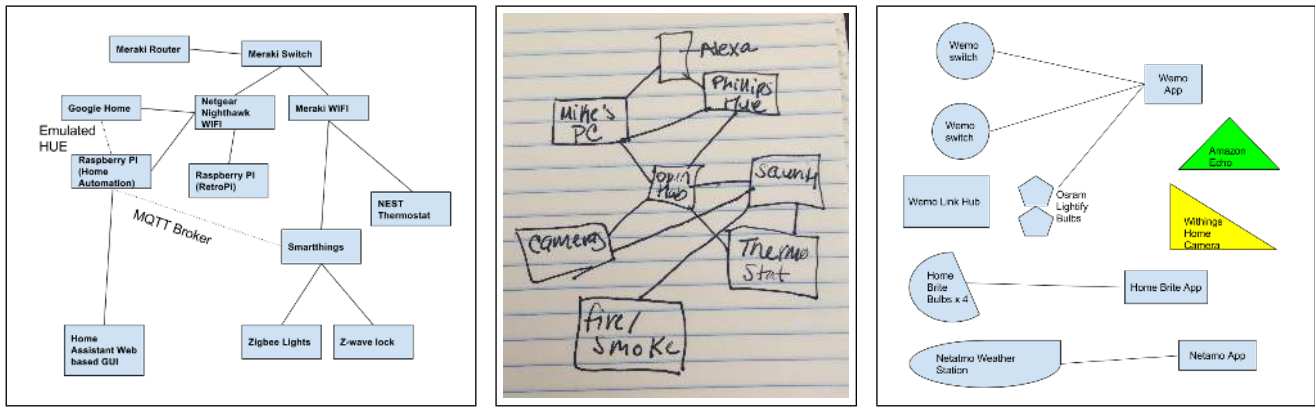 Meraki Router
Meraki Switch
Google Home
Netgear
Nighthawk
WIFI
Meraki WIFI
Emulated
HUE
Raspberry PI
(Home
Automation)
Raspberry PI
(RetroPI)
NEST
Thermostat
MQTT Broker
Smartthings
Home
Assistant Web
based GUI
Zigbee Lights
Z-wave lock
Alexa
Phillips
Hue
Mike's
PC
open
Hub
Cameras
Thermo
Stat
fire/
smoke
Wemo
switch
Wemo
App
Wemo
switch
Amazon
Echo
Wemo Link Hub
Osram
Lightify
Bulbs
Withings
Home
Camera
Home
Brite
Bulbs x 4
Home Brite App
Netatmo Weather
Station
Netamo App